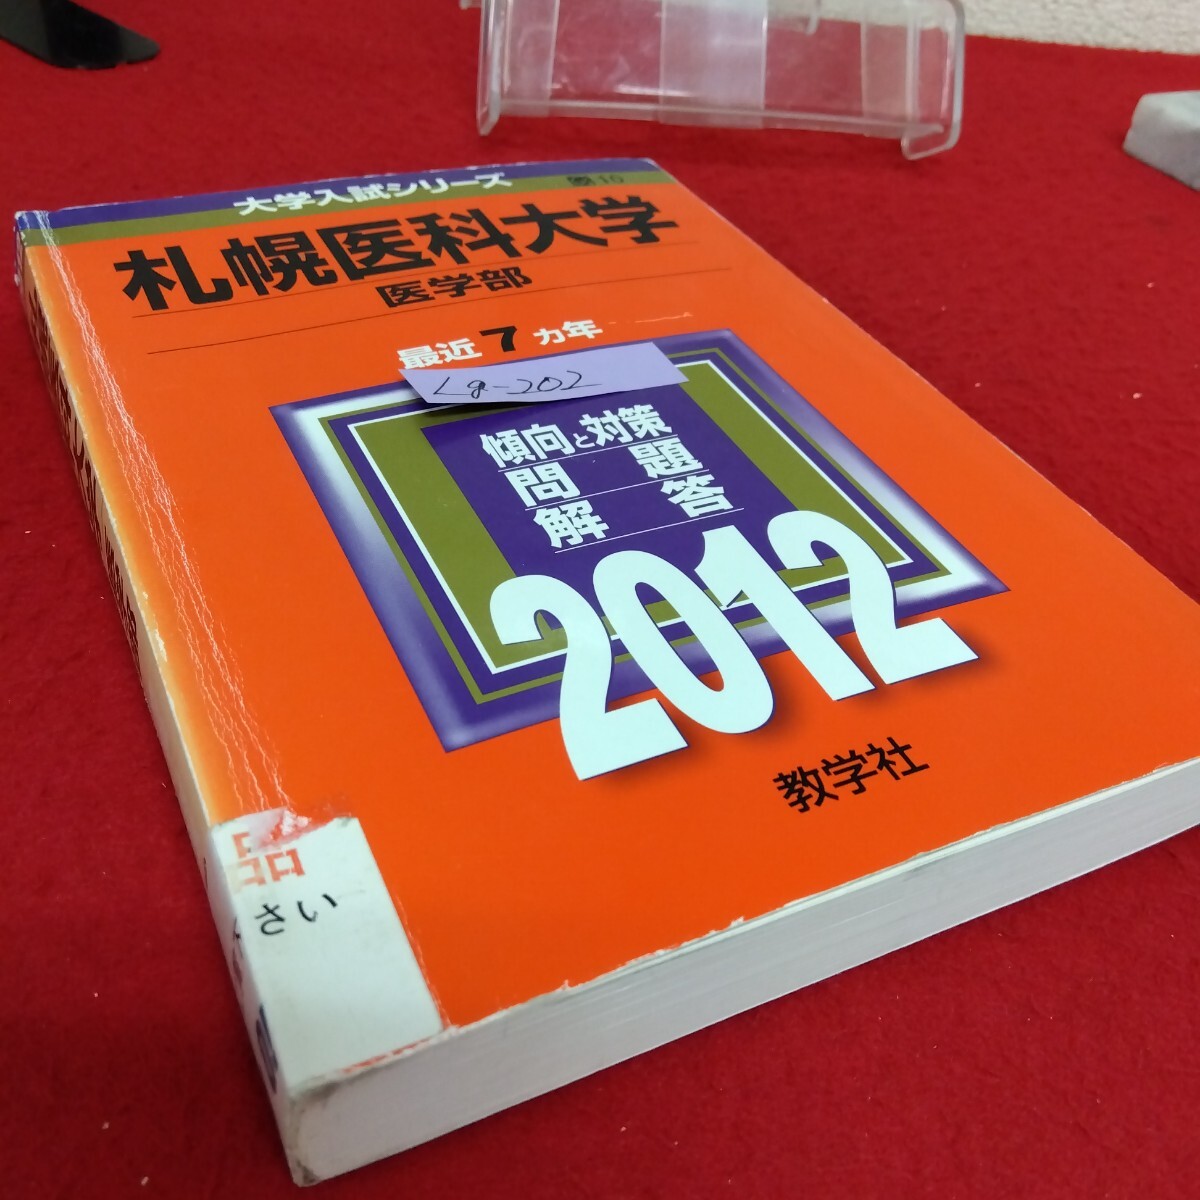 大学入試シリーズ
札幌医科大学
医学部
最近7カ年
Lg-202
傾向と対策
問題
解答
2012
教学社
品
さい